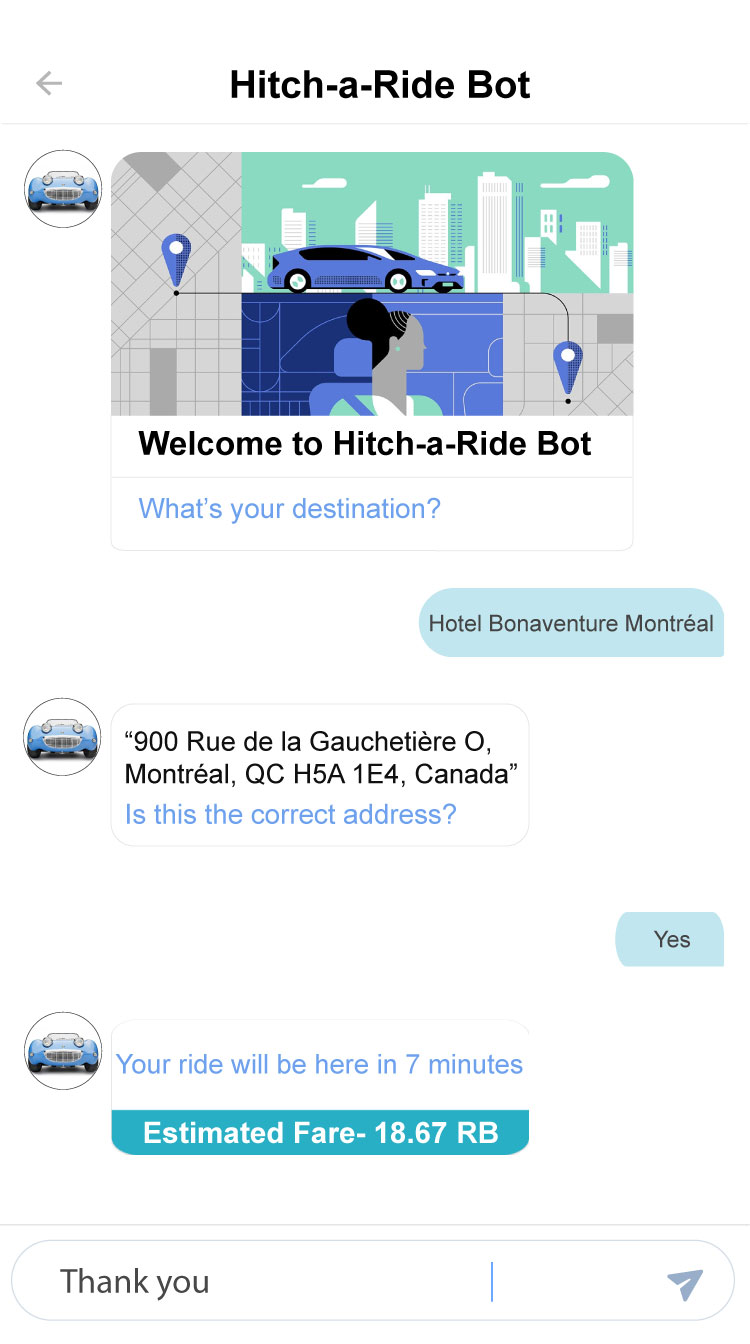 Hitch-a-Ride Bot
Welcome to Hitch-a-Ride Bot
What’s your destination?
Hotel Bonaventure Montréal
“900 Rue de la Gauchetière O,
Montréal, QC H5A 1E4, Canada”
Is this the correct address?
Yes
Your ride will be here in 7 minutes
Estimated Fare- 18.67 RB
Thank you